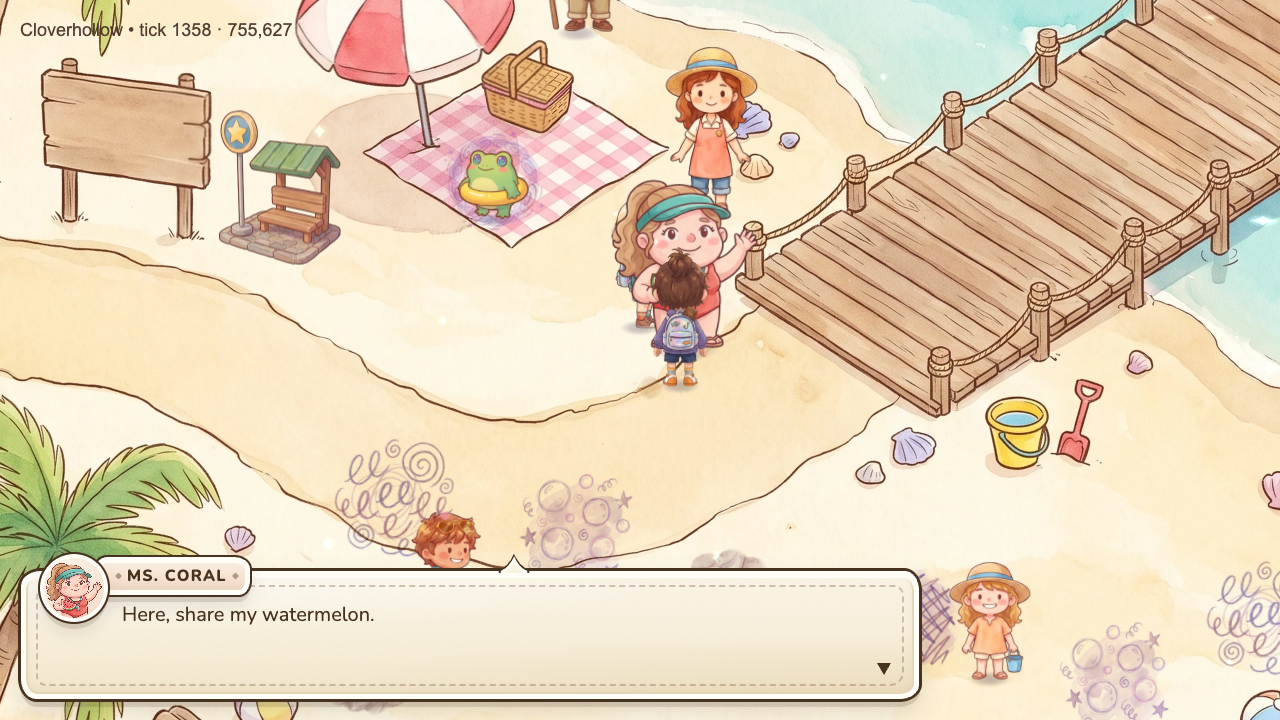 Cloverhollow • tick 1358 · 755,627
MS. CORAL
Here, share my watermelon.